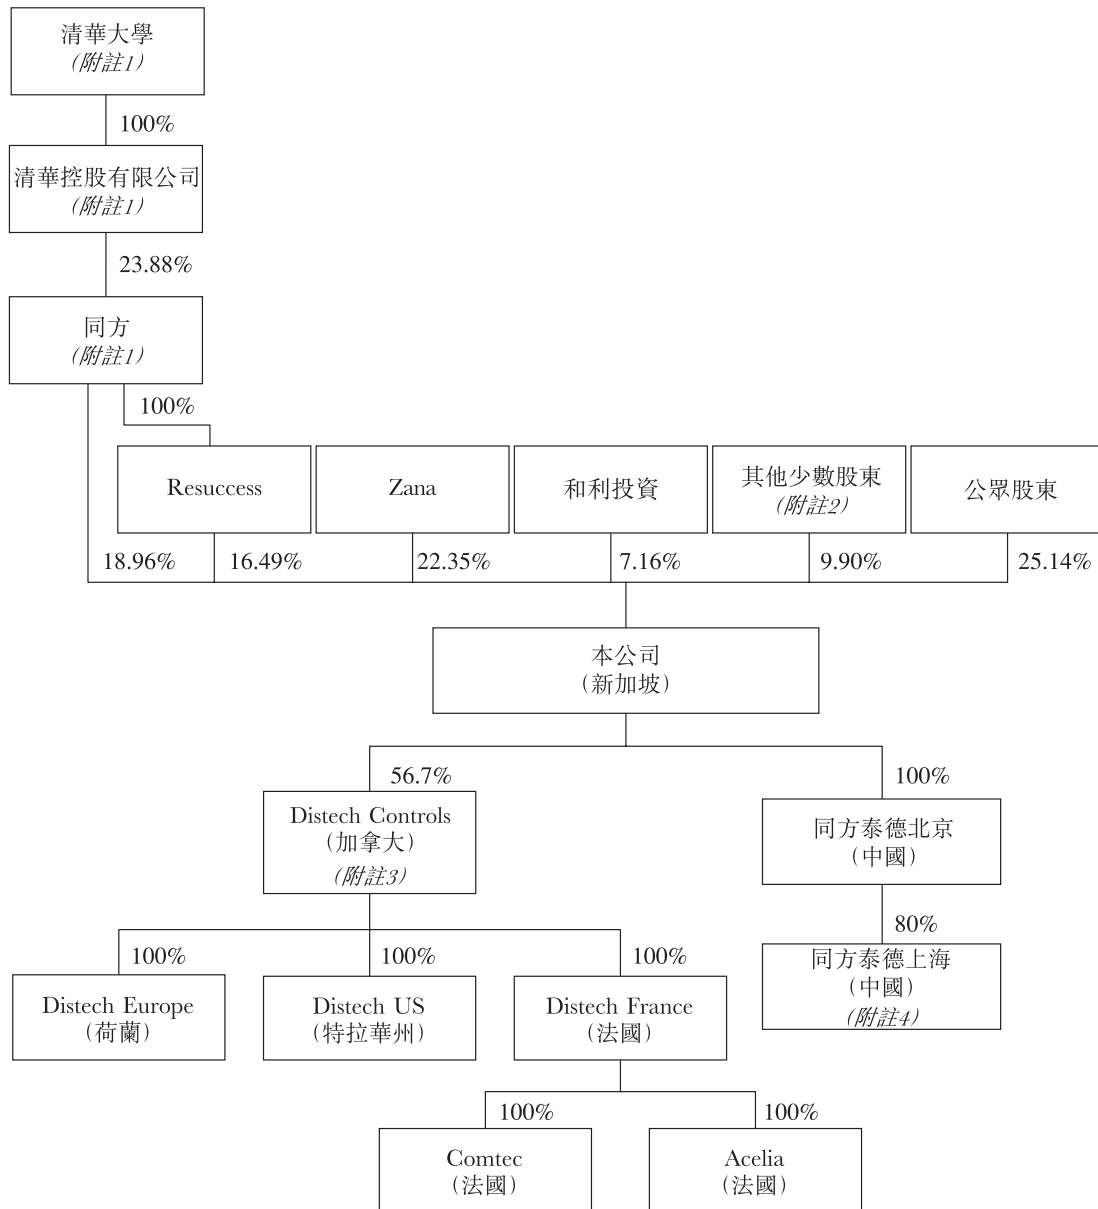 清華大學
（附註1）
100%
清華控股有限公司
（附註1）
23.88%
同方
（附註1）
100%
Resuccess
Zana
和利投資
其他少數股東
（附註2）
公眾股東
18.96%
16.49%
22.35%
7.16%
9.90%
25.14%
本公司
（新加坡）
56.7%
100%
Distech Controls
（加拿大）
（附註3）
同方泰德北京
（中國）
80%
100%
100%
100%
同方泰德上海
（中國）
（附註4）
Distech Europe
（荷蘭）
Distech US
（特拉華州）
Distech France
（法國）
100%
100%
Comtec
（法國）
Acelia
（法國）